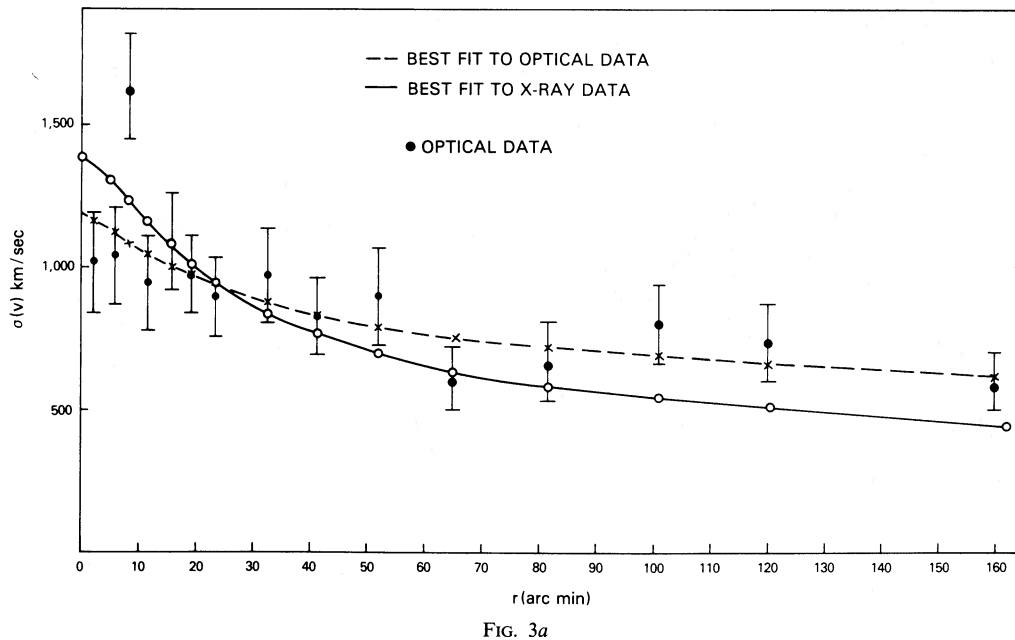 BEST FIT TO OPTICAL DATA
BEST FIT TO X-RAY DATA
OPTICAL DATA
1,500
1,000
500
σ(v) km/sec
0 10 20 30 40 50 60 70 80 90 100 110 120 130 140 150 160
r(arc min)
FIG. 3a